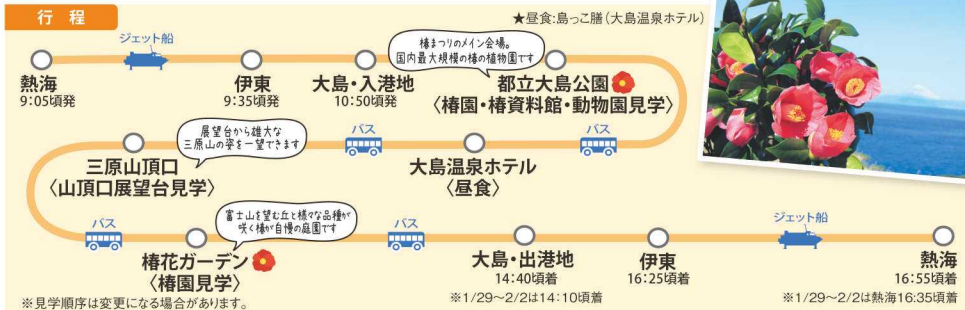 行 程
★昼食:島っこ膳(大島温泉ホテル)
ジェット船
椿まつりのメイン会場。
国内最大規模の椿の植物園です
熱海
9:05頃発
伊東
9:35頃発
大島・入港地
10:50頃発
都立大島公園
〈椿園・椿資料館・動物園見学〉
展望台から雄大な
三原山の姿を一望できます
バス
バス
三原山頂口
〈山頂口展望台見学〉
大島温泉ホテル
〈昼食〉
バス
富士山を望む丘と様々な品種が
咲く椿が自慢の庭園です
バス
ジェット船
椿花ガーデン
〈椿園見学〉
大島・出港地
14:40頃着
※1/29～2/2は14:10頃着
伊東
16:25頃着
熱海
16:55頃着
※1/29～2/2は熱海16:35頃着
※見学順序は変更になる場合があります。